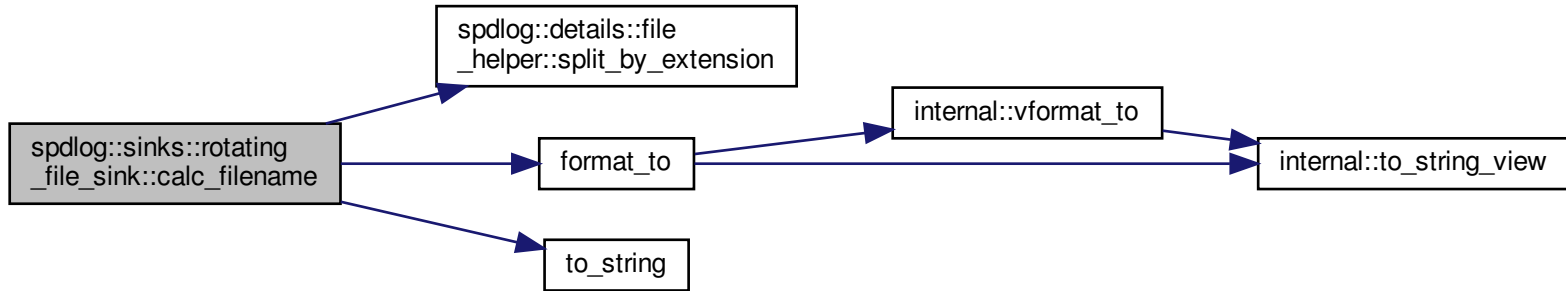 spdlog::details::file
_helper::split_by_extension
internal::vformat_to
spdlog::sinks::rotating
_file_sink::calc_filename
format_to
internal::to_string_view
to_string